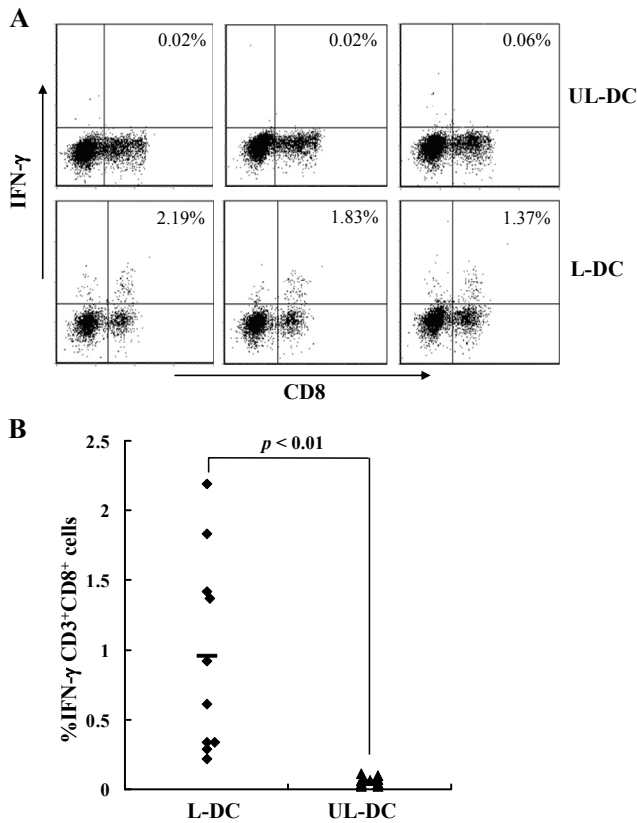 A
0.02%
0.02%
0.06%
UL-DC
IFN-γ
2.19%
1.83%
1.37%
L-DC
CD8
B
p < 0.01
%IFN-γ CD3+CD8+ cells
2.5
2
1.5
1
0.5
0
L-DC
UL-DC